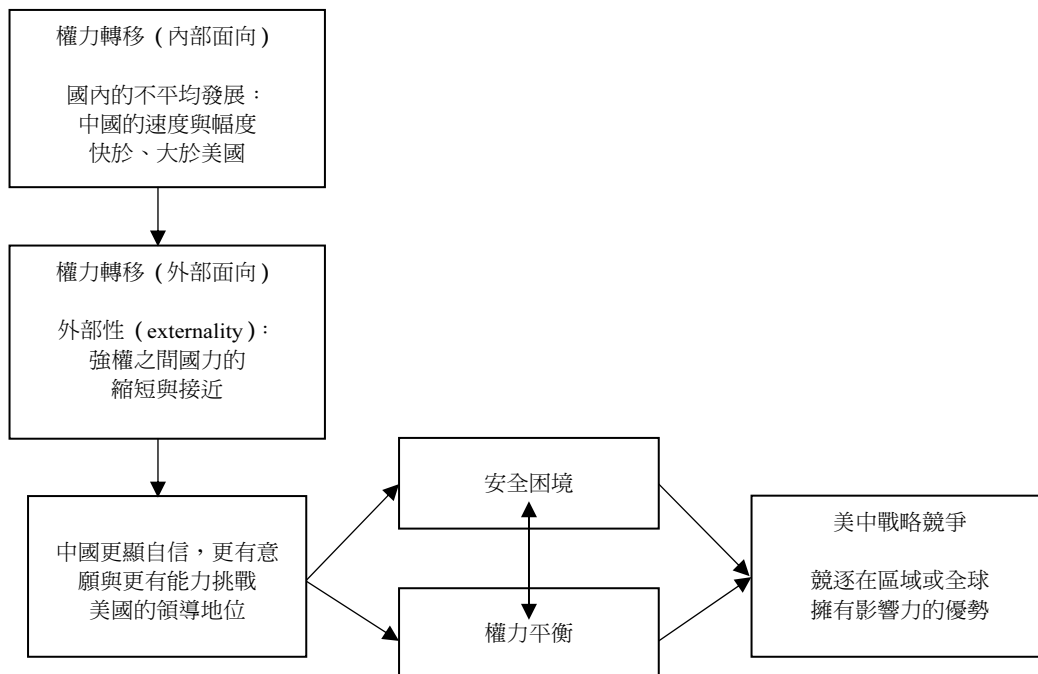 權力轉移（內部面向）
國內的不平均發展：
中國的速度與幅度
快於、大於美國
權力轉移（外部面向）
外部性（externality）：
強權之間國力的
縮短與接近
中國更顯自信，更有意
願與更有能力挑戰
美國的領導地位
安全困境
權力平衡
美中戰略競爭
競逐在區域或全球
擁有影響力的優勢